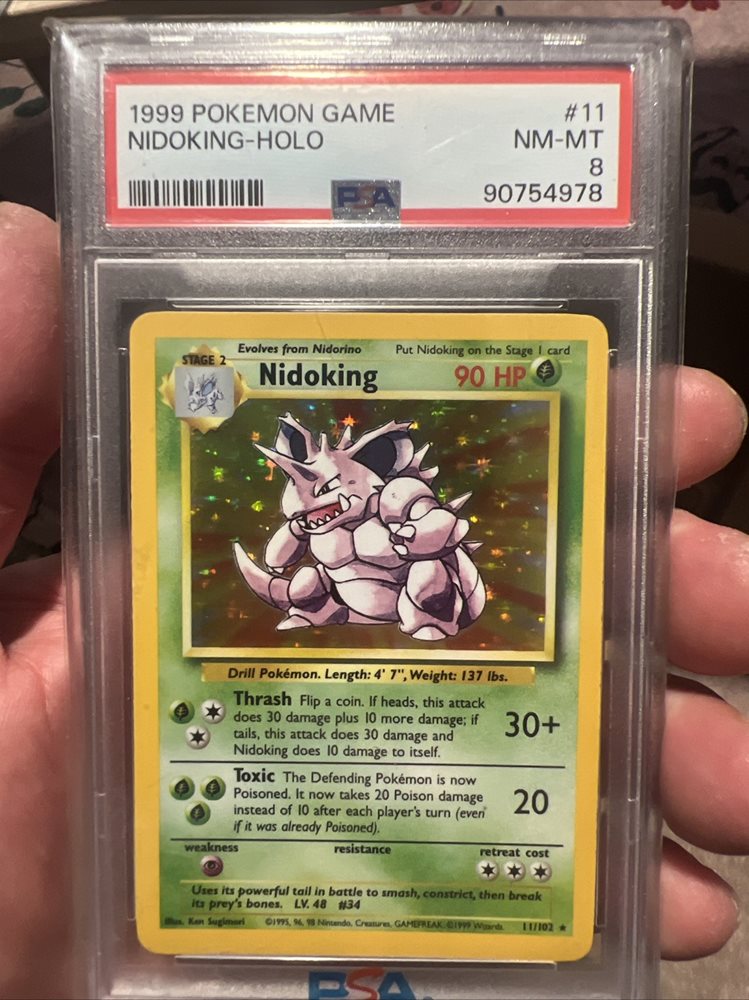 1999 POKEMON GAME #11
NIDOKING-HOLO NM-MT
8
PSA 90754978
Evolves from Nidorino Put Nidoking on the Stage 1 card
STAGE 2
Nidoking 90 HP
Drill Pokémon. Length: 4' 7", Weight: 137 lbs.
Thrash Flip a coin. If heads, this attack
does 30 damage plus 10 more damage; if
tails, this attack does 30 damage and
Nidoking does 10 damage to itself.
30+
Toxic The Defending Pokémon is now
Poisoned. It now takes 20 Poison damage
instead of 10 after each player's turn (even
if it was already Poisoned).
20
weakness resistance retreat cost
Uses its powerful tail in battle to smash, constrict, then break
its prey's bones. LV. 48 #34
Illus. Ken Sugimori ©1995, 96, 98 Nintendo, Creatures, GAMEFREAK. ©1999 Wizards. 11/102
PSA